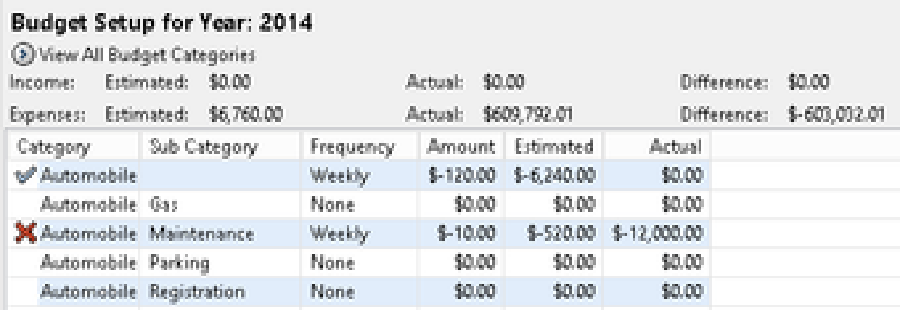 Budget Setup for Year: 2014
View All Budget Categories
Income: Estimated: $0.00 Actual: $0.00 Difference: $0.00
Expenses: Estimated: $6,760.00 Actual: $609,792.01 Difference: $-603,032.01
Category Sub Category Frequency Amount Estimated Actual
Automobile Weekly $-120.00 $-6,240.00 $0.00
Automobile Gas None $0.00 $0.00 $0.00
Automobile Maintenance Weekly $-10.00 $-520.00 $-12,000.00
Automobile Parking None $0.00 $0.00 $0.00
Automobile Registration None $0.00 $0.00 $0.00